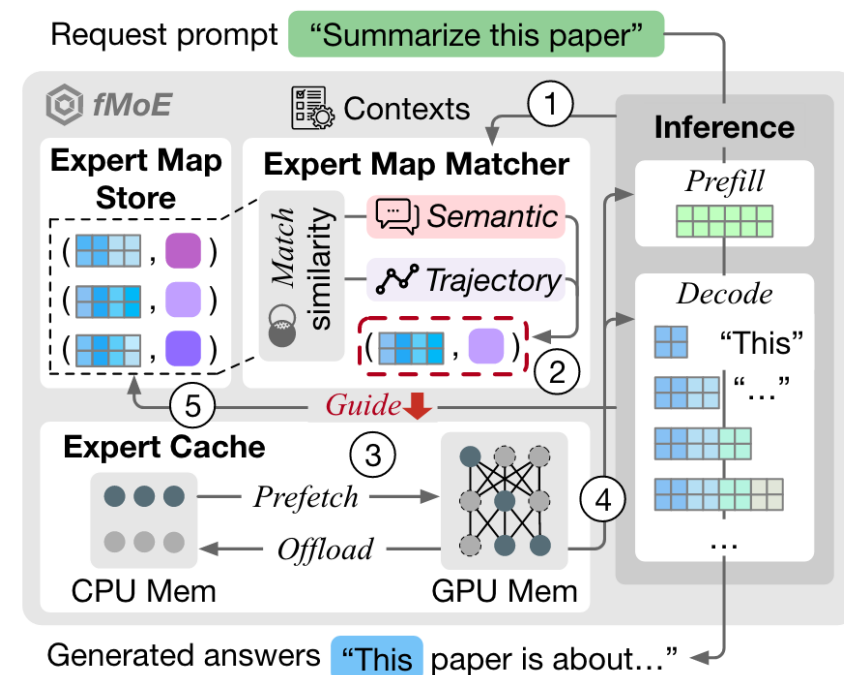 Request prompt “Summarize this paper”
fMoE
Contexts
1
Inference
Expert Map
Store
Expert Map Matcher
Prefill
Match
similarity
Semantic
Trajectory
( , )
( , )
( , )
( , )
2
Decode
“This”
“...”
...
5
Guide
Expert Cache
3
Prefetch
4
Offload
CPU Mem
GPU Mem
Generated answers “This paper is about...”